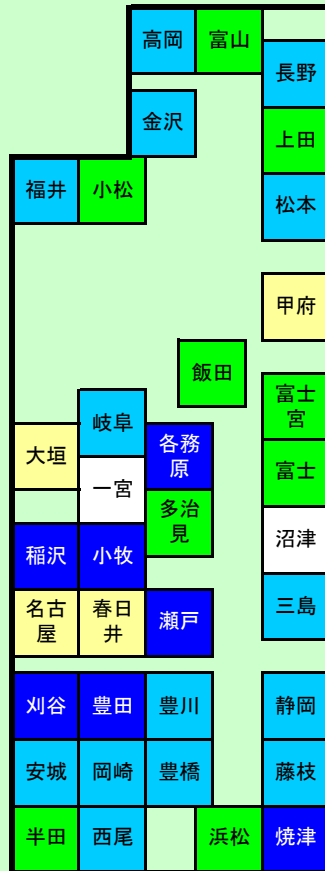 高岡 富山
長野
金沢
上田
福井 小松
松本
甲府
飯田
富士
宮
岐阜
大垣
各務
原
富士
一宮
多治
見
沼津
稲沢 小牧
三島
名古
屋
春日
井
瀬戸
刈谷 豊田 豊川 静岡
安城 岡崎 豊橋 藤枝
半田 西尾 浜松 焼津